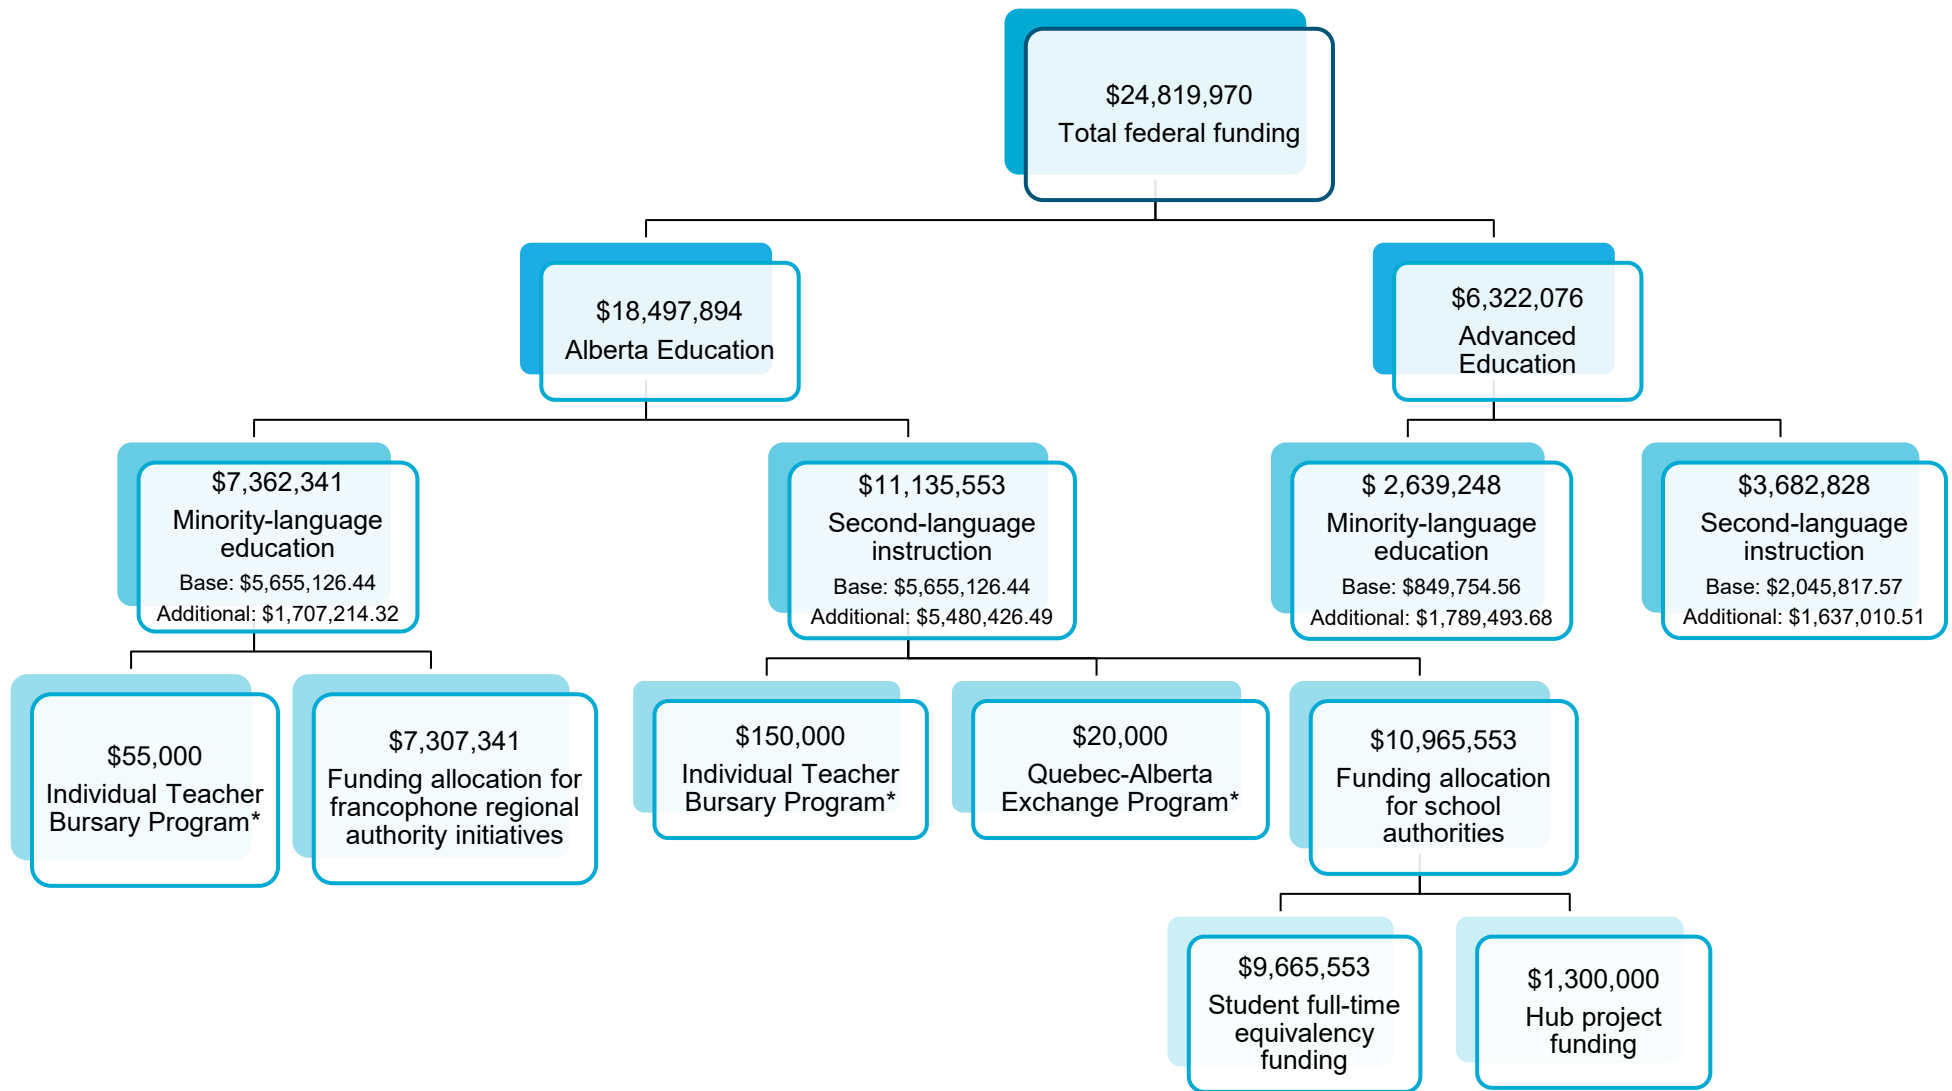 $24,819,970
Total federal funding
$18,497,894
Alberta Education
$6,322,076
Advanced
Education
$7,362,341
Minority-language
education
Base: $5,655,126.44
Additional: $1,707,214.32
$11,135,553
Second-language
instruction
Base: $5,655,126.44
Additional: $5,480,426.49
$ 2,639,248
Minority-language
education
Base: $849,754.56
Additional: $1,789,493.68
$3,682,828
Second-language
instruction
Base: $2,045,817.57
Additional: $1,637,010.51
$55,000
Individual Teacher
Bursary Program*
$7,307,341
Funding allocation for
francophone regional
authority initiatives
$150,000
Individual Teacher
Bursary Program*
$20,000
Quebec-Alberta
Exchange Program*
$10,965,553
Funding allocation
for school
authorities
$9,665,553
Student full-time
equivalency
funding
$1,300,000
Hub project
funding